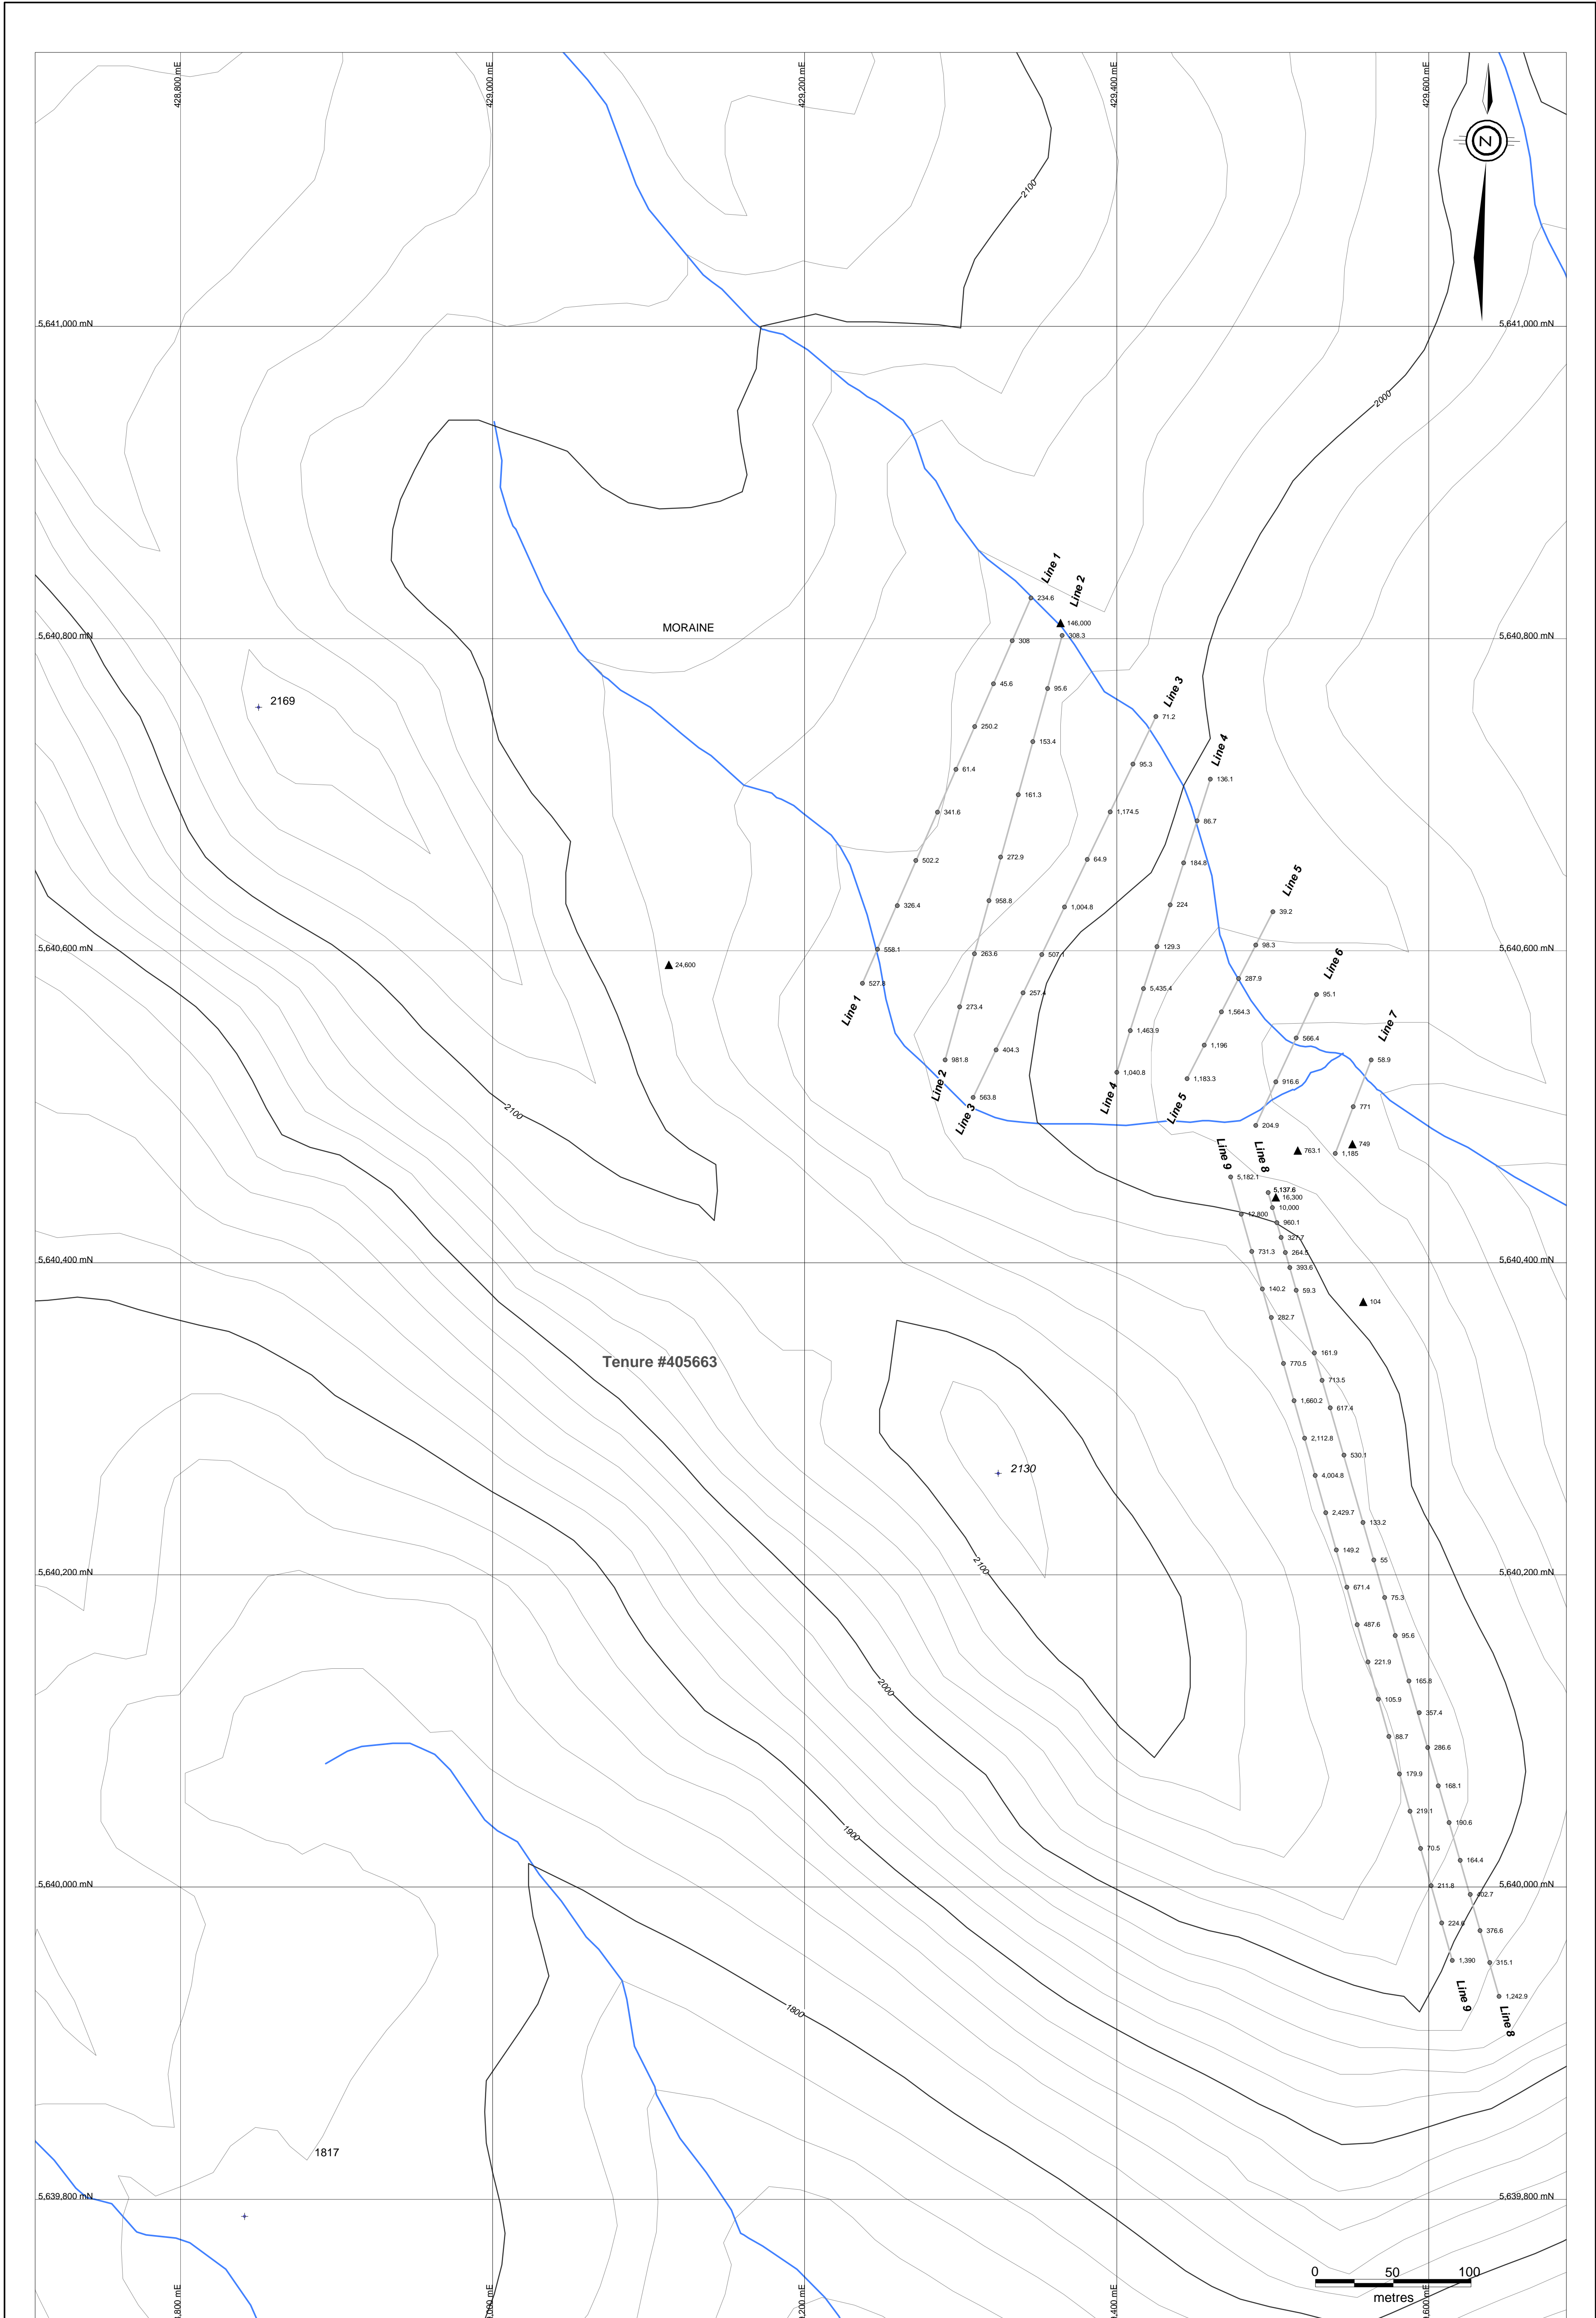 428,800 mE
429,000 mE
429,200 mE
429,400 mE
429,600 mE
N
2100
5,641,000 mN
5,641,000 mN
2000
Line 1
Line 2
234.6
146,000
308.3
MORAINE
308
5,640,800 mN
5,640,800 mN
45.6
95.6
Line 3
2169
71.2
250.2
153.4
Line 4
95.3
61.4
136.1
161.3
341.6
1,174.5
86.7
502.2
272.9
64.9
184.8
Line 5
326.4
958.8
1,004.8
224
39.2
558.1
263.6
507.1
129.3
98.3
5,640,600 mN
5,640,600 mN
24,600
Line 6
527.8
257.4
5,435.4
287.9
95.1
Line 1
273.4
1,564.3
1,463.9
566.4
Line 7
404.3
1,196
981.8
58.9
1,040.8
1,183.3
916.6
Line 2
563.8
Line 4
Line 5
771
2100
Line 3
204.9
749
763.1
1,185
Line 9
Line 8
5,182.1
5,137.6
16,300
10,000
12,800
960.1
327.7
731.3
264.5
5,640,400 mN
5,640,400 mN
393.6
140.2
59.3
104
282.7
Tenure #405663
161.9
770.5
713.5
1,660.2
617.4
2,112.8
530.1
2130
4,004.8
2,429.7
133.2
149.2
55
2100
5,640,200 mN
5,640,200 mN
671.4
75.3
487.6
95.6
221.9
165.8
2000
105.9
357.4
88.7
286.6
179.9
168.1
219.1
190.6
1900
70.5
164.4
5,640,000 mN
5,640,000 mN
211.8
402.7
224.6
376.6
1,390
315.1
Line 9
1,242.9
Line 8
1800
1817
5,639,800 mN
5,639,800 mN
0 50 100
metres